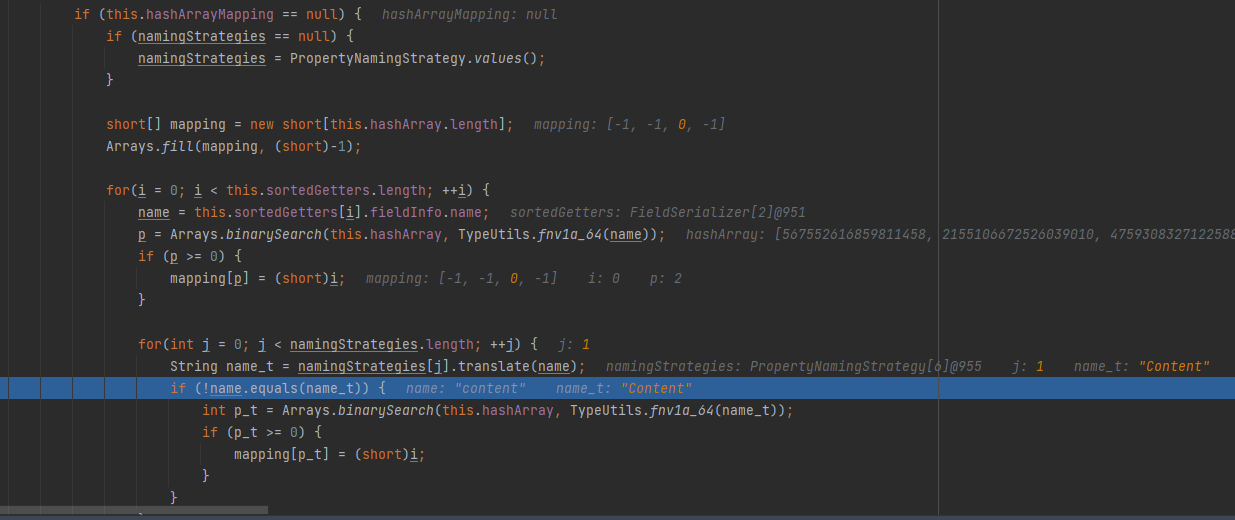 if (this.hashArrayMapping == null) { hashArrayMapping: null
if (namingStrategies == null) {
namingStrategies = PropertyNamingStrategy.values();
}
short[] mapping = new short[this.hashArray.length]; mapping: [-1, -1, 0, -1]
Arrays.fill(mapping, (short)-1);
for(i = 0; i < this.sortedGetters.length; ++i) {
name = this.sortedGetters[i].fieldInfo.name; sortedGetters: FieldSerializer[2]@951
p = Arrays.binarySearch(this.hashArray, TypeUtils.fnv1a_64(name)); hashArray: [567552616859811458, 2155106672526039010, 4759308327122588
if (p >= 0) {
mapping[p] = (short)i; mapping: [-1, -1, 0, -1] i: 0 p: 2
}
for(int j = 0; j < namingStrategies.length; ++j) { j: 1
String name_t = namingStrategies[j].translate(name); namingStrategies: PropertyNamingStrategy[6]@955 j: 1 name_t: "Content"
if (!name.equals(name_t)) { name: "content" name_t: "Content"
int p_t = Arrays.binarySearch(this.hashArray, TypeUtils.fnv1a_64(name_t));
if (p_t >= 0) {
mapping[p_t] = (short)i;
}
}